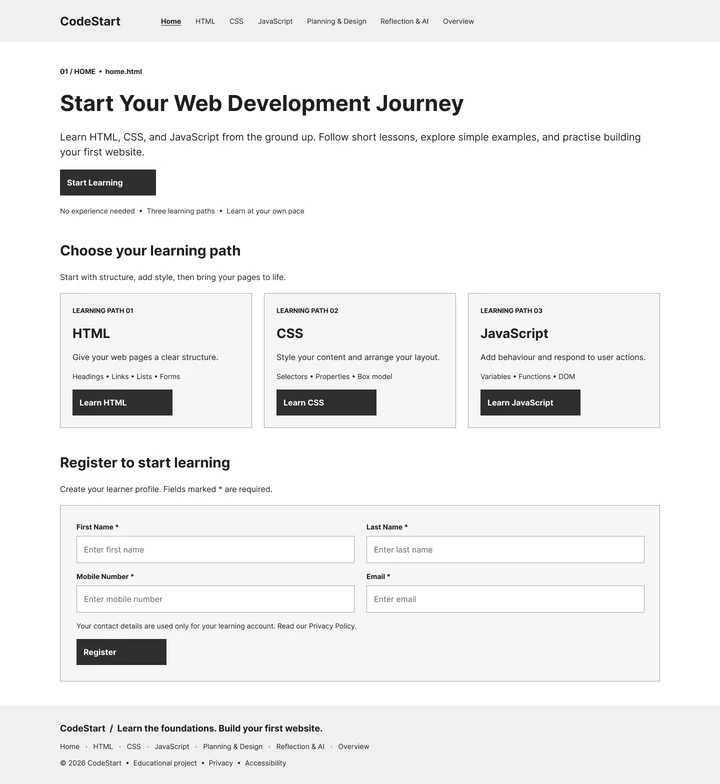 CodeStart
Home HTML CSS JavaScript Planning & Design Reflection & AI Overview
01 / HOME • home.html
Start Your Web Development Journey
Learn HTML, CSS, and JavaScript from the ground up. Follow short lessons, explore simple examples, and practise building
your first website.
Start Learning
No experience needed • Three learning paths • Learn at your own pace
Choose your learning path
Start with structure, add style, then bring your pages to life.
LEARNING PATH 01
HTML
Give your web pages a clear structure.
Headings • Links • Lists • Forms
Learn HTML
LEARNING PATH 02
CSS
Style your content and arrange your layout.
Selectors • Properties • Box model
Learn CSS
LEARNING PATH 03
JavaScript
Add behaviour and respond to user actions.
Variables • Functions • DOM
Learn JavaScript
Register to start learning
Create your learner profile. Fields marked * are required.
First Name *
Enter first name
Last Name *
Enter last name
Mobile Number *
Enter mobile number
Email *
Enter email
Your contact details are used only for your learning account. Read our Privacy Policy.
Register
CodeStart / Learn the foundations. Build your first website.
Home · HTML · CSS · JavaScript · Planning & Design · Reflection & AI · Overview
© 2026 CodeStart • Educational project • Privacy • Accessibility